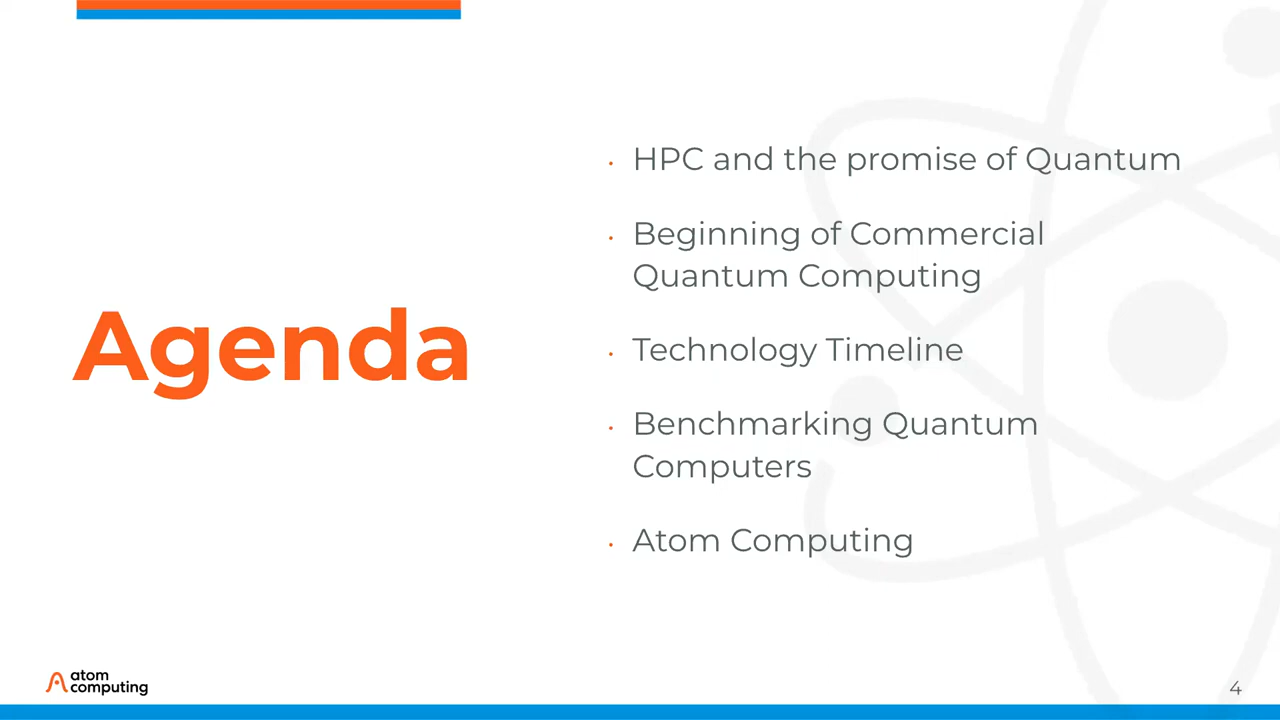 Agenda
· HPC and the promise of Quantum
· Beginning of Commercial
Quantum Computing
· Technology Timeline
· Benchmarking Quantum
Computers
· Atom Computing
atom
computing
4